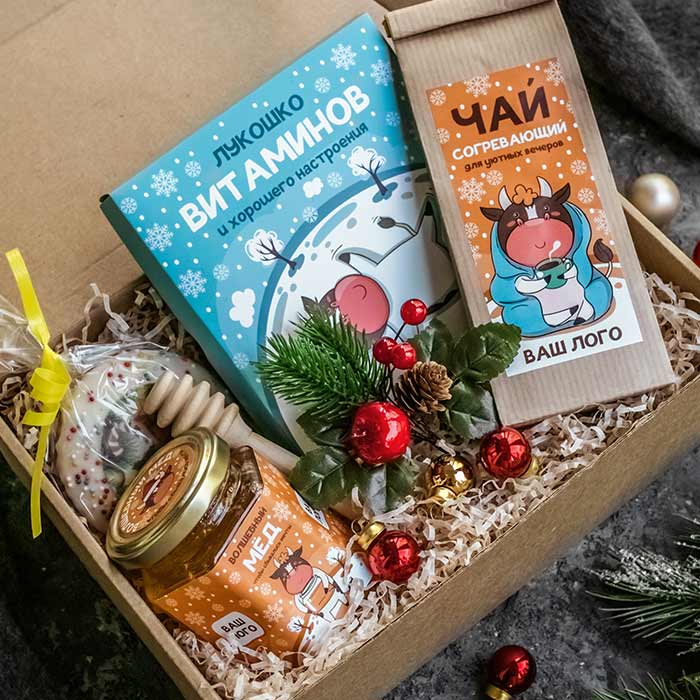 ЛУКОШКО
ВИТАМИНОВ
и хорошего настроения
ЧАЙ
СОГРЕВАЮЩИЙ
для уютных вечеров
ВАШ ЛОГО
ВОЛШЕБНЫЙ
МЁД
ВАШ
ЛОГО